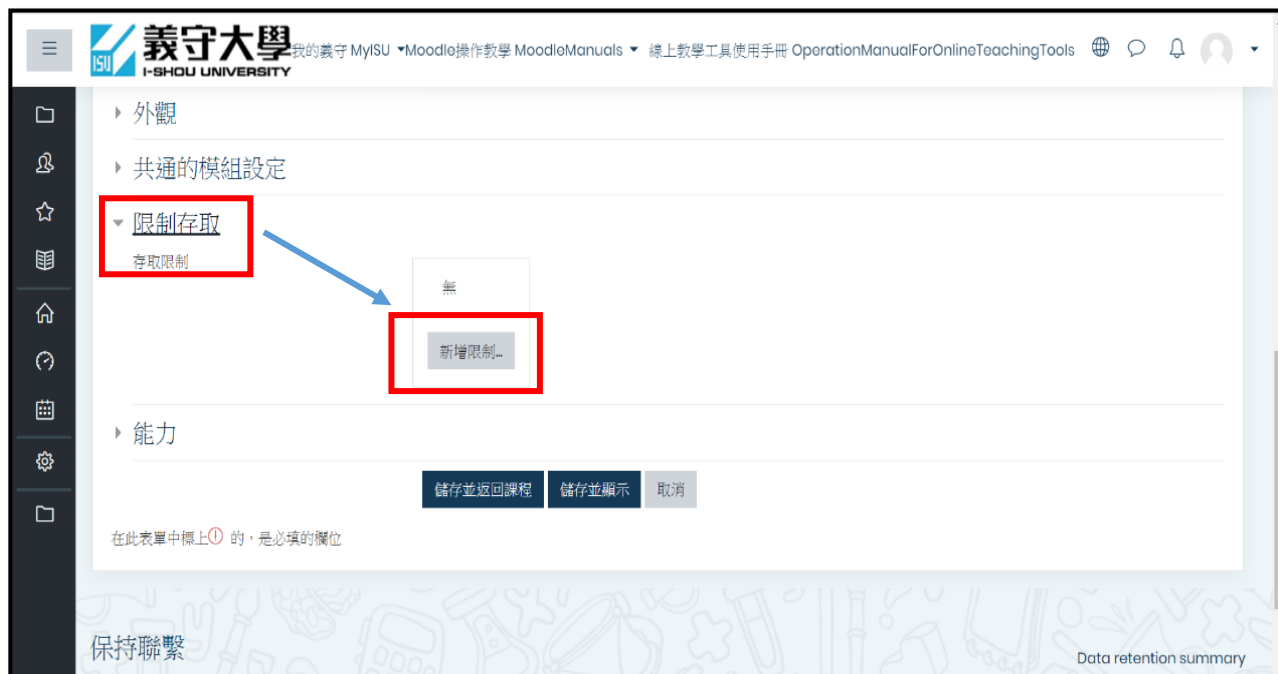 義守大學
I-SHOU UNIVERSITY
ISU
我的義守 MyISU Moodle操作教學 MoodleManuals 線上教學工具使用手冊 OperationManualForOnlineTeachingTools
外觀
共通的模組設定
限制存取
存取限制
無
新增限制...
能力
儲存並返回課程 儲存並顯示 取消
在此表單中標上 的，是必填的欄位
保持聯繫
Data retention summary